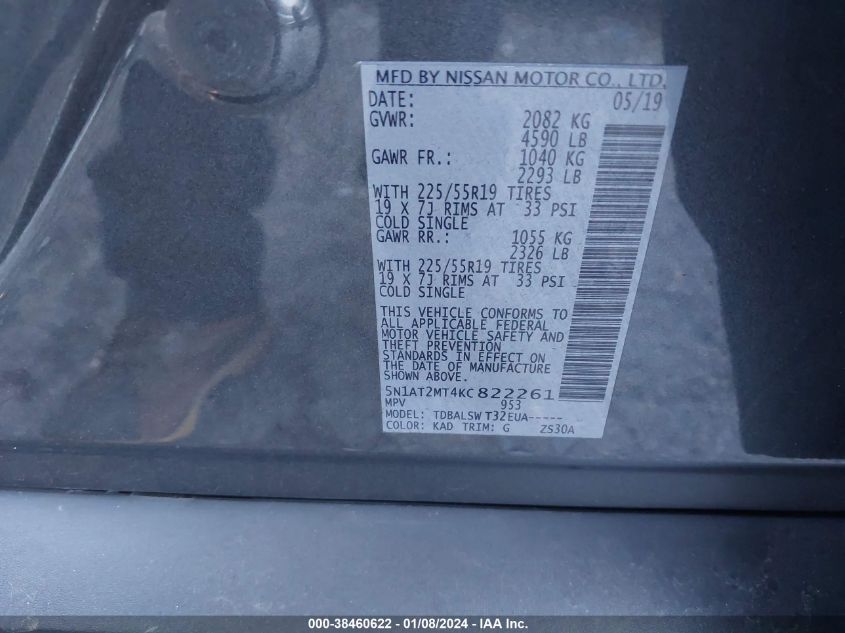 MFD BY NISSAN MOTOR CO., LTD.
DATE: 05/19
GVWR: 2082 KG
4590 LB
GAWR FR.: 1040 KG
2293 LB
WITH 225/55R19 TIRES
19 X 7J RIMS AT 33 PSI
COLD SINGLE
GAWR RR.: 1055 KG
2326 LB
WITH 225/55R19 TIRES
19 X 7J RIMS AT 33 PSI
COLD SINGLE
THIS VEHICLE CONFORMS TO
ALL APPLICABLE FEDERAL
MOTOR VEHICLE SAFETY AND
THEFT PREVENTION
STANDARDS IN EFFECT ON
THE DATE OF MANUFACTURE
SHOWN ABOVE
5N1AT2MT4KC822261
MPV 953
MODEL: TDBALSW T32EUA-----
COLOR: KAD TRIM: G ZS30A
000-38460622 - 01/08/2024 - IAA Inc.